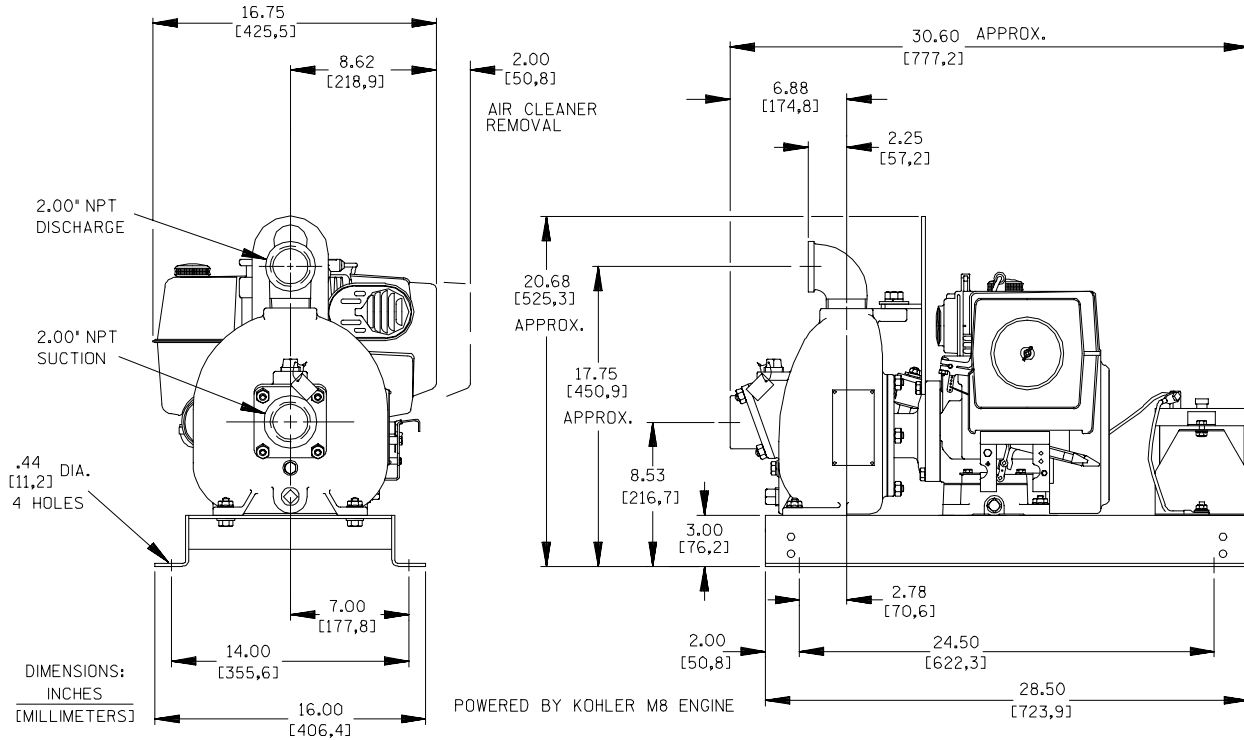 16.75
[425,5]
8.62
[218,9]
2.00
[50,8]
AIR CLEANER
REMOVAL
2.00" NPT
DISCHARGE
2.00" NPT
SUCTION
.44
[11,2] DIA.
4 HOLES
7.00
[177,8]
14.00
[355,6]
16.00
[406,4]
DIMENSIONS:
INCHES
[MILLIMETERS]
30.60 APPROX.
[777,2]
6.88
[174,8]
2.25
[57,2]
20.68
[525,3]
APPROX.
17.75
[450,9]
APPROX.
8.53
[216,7]
3.00
[76,2]
2.78
[70,6]
2.00
[50,8]
24.50
[622,3]
28.50
[723,9]
POWERED BY KOHLER M8 ENGINE